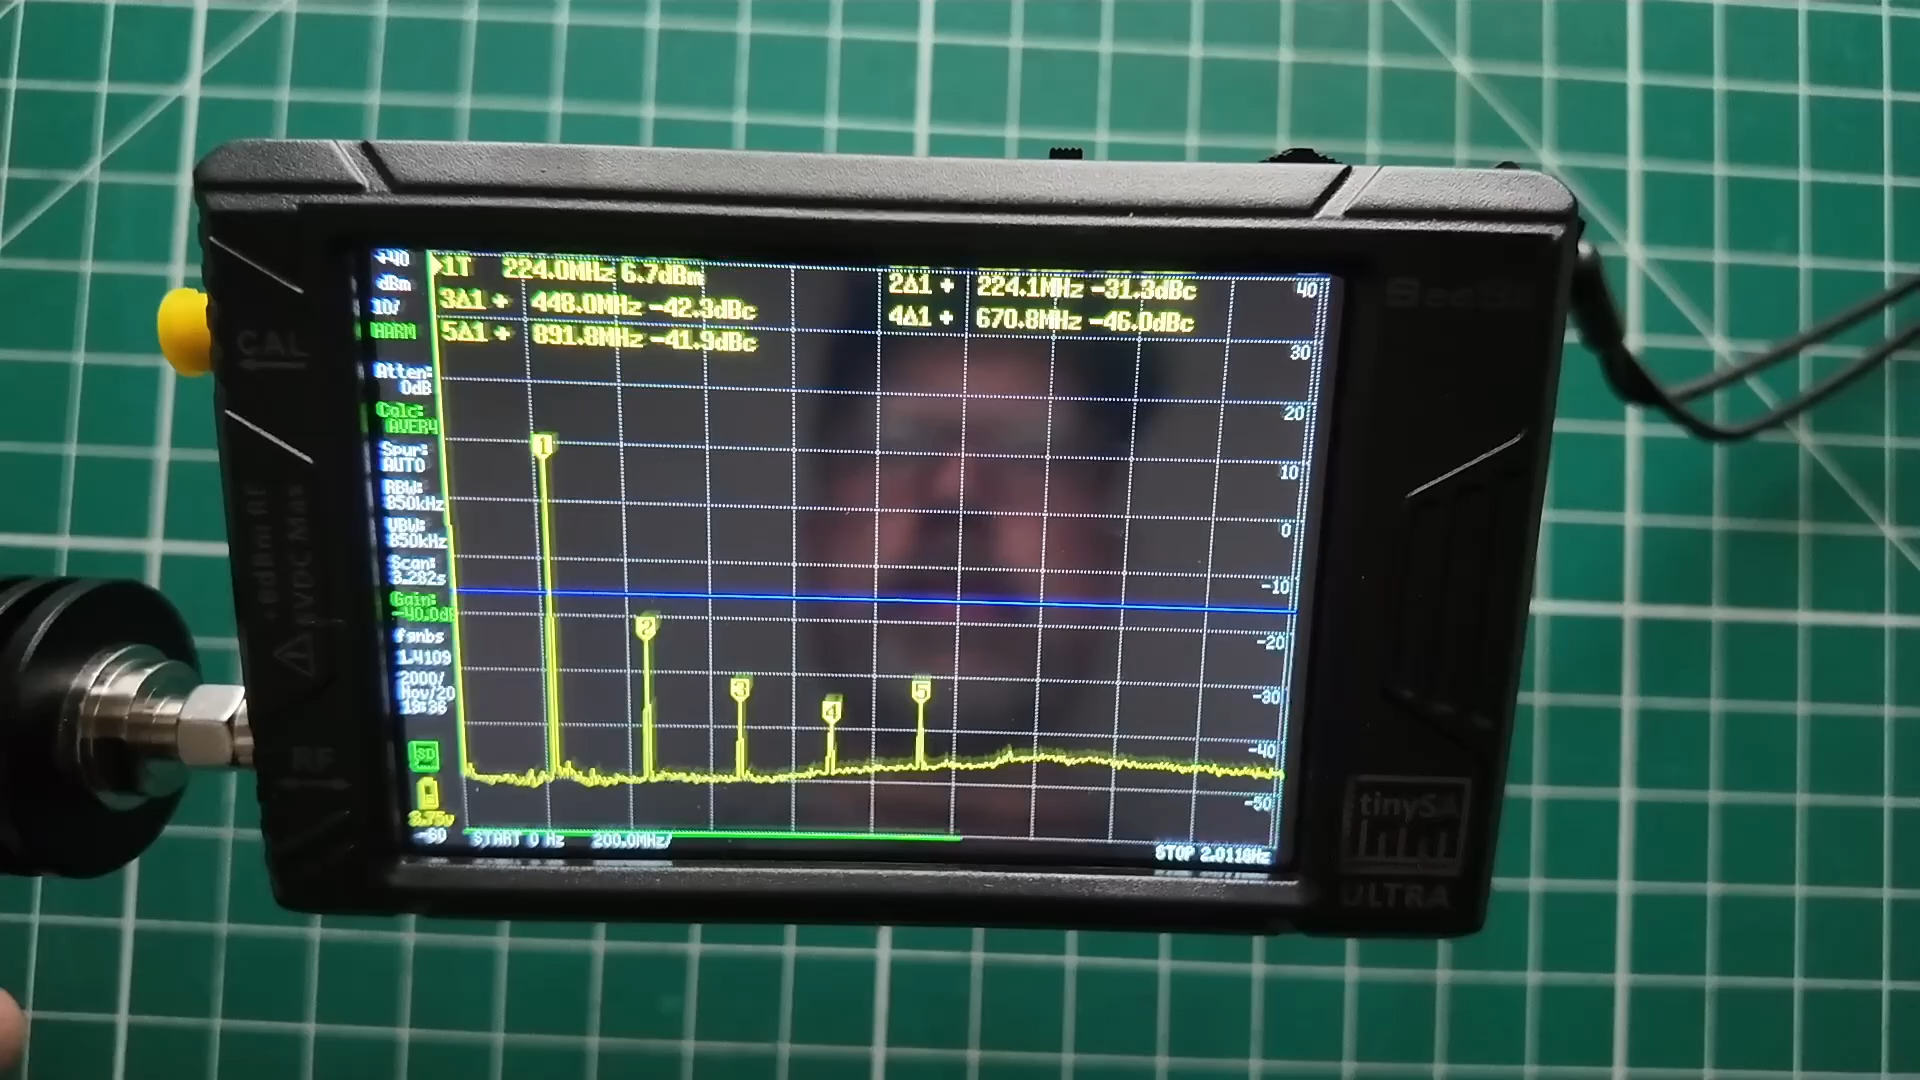 +40
dBm
10/
HARM
Atten:
0dB
Calc:
AVER4
Spur:
AUTO
RBW:
850kHz
VBW:
850kHz
Scan:
3.282s
Gain:
-40.0dB
1.4109
2000/
Nov/20
SD
-60
1T 224.0MHz 6.7dBm
2Δ1 + 224.1MHz -31.3dBc
3Δ1 + 448.0MHz -42.3dBc
4Δ1 + 670.8MHz -46.0dBc
5Δ1 + 891.8MHz -41.9dBc
40
30
20
10
0
-10
-20
-30
-40
-50
1
2
3
4
5
START 0 Hz 200.0MHz/
STOP 2.011GHz
CAL
RF
tinySA
ULTRA